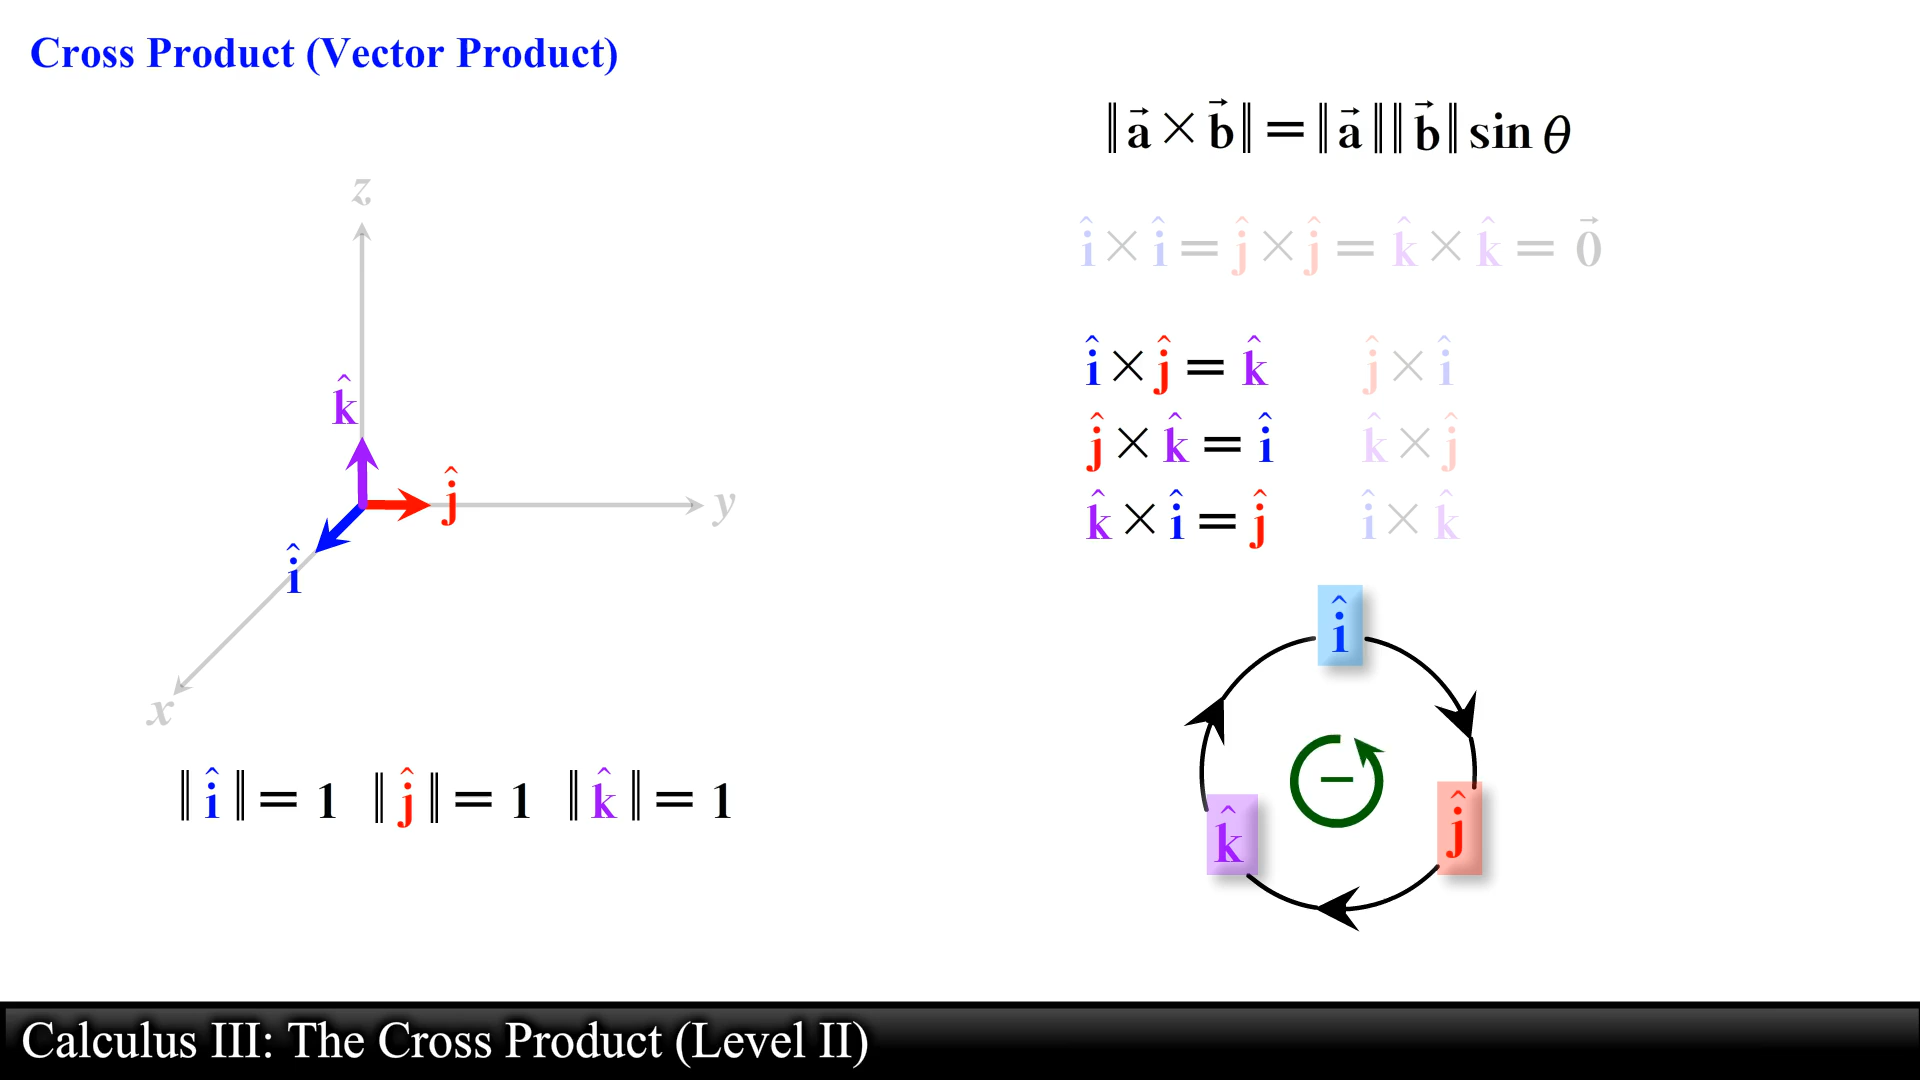 Cross Product (Vector Product)
‖a⃗ × b⃗‖ = ‖a⃗‖‖b⃗‖ sin θ
î × î = ĵ × ĵ = k̂ × k̂ = 0⃗
î × ĵ = k̂    ĵ × î
ĵ × k̂ = î    k̂ × ĵ
k̂ × î = ĵ    î × k̂
z
k̂
ĵ
y
î
x
‖î‖ = 1  ‖ĵ‖ = 1  ‖k̂‖ = 1
î
−
k̂
ĵ
Calculus III: The Cross Product (Level II)